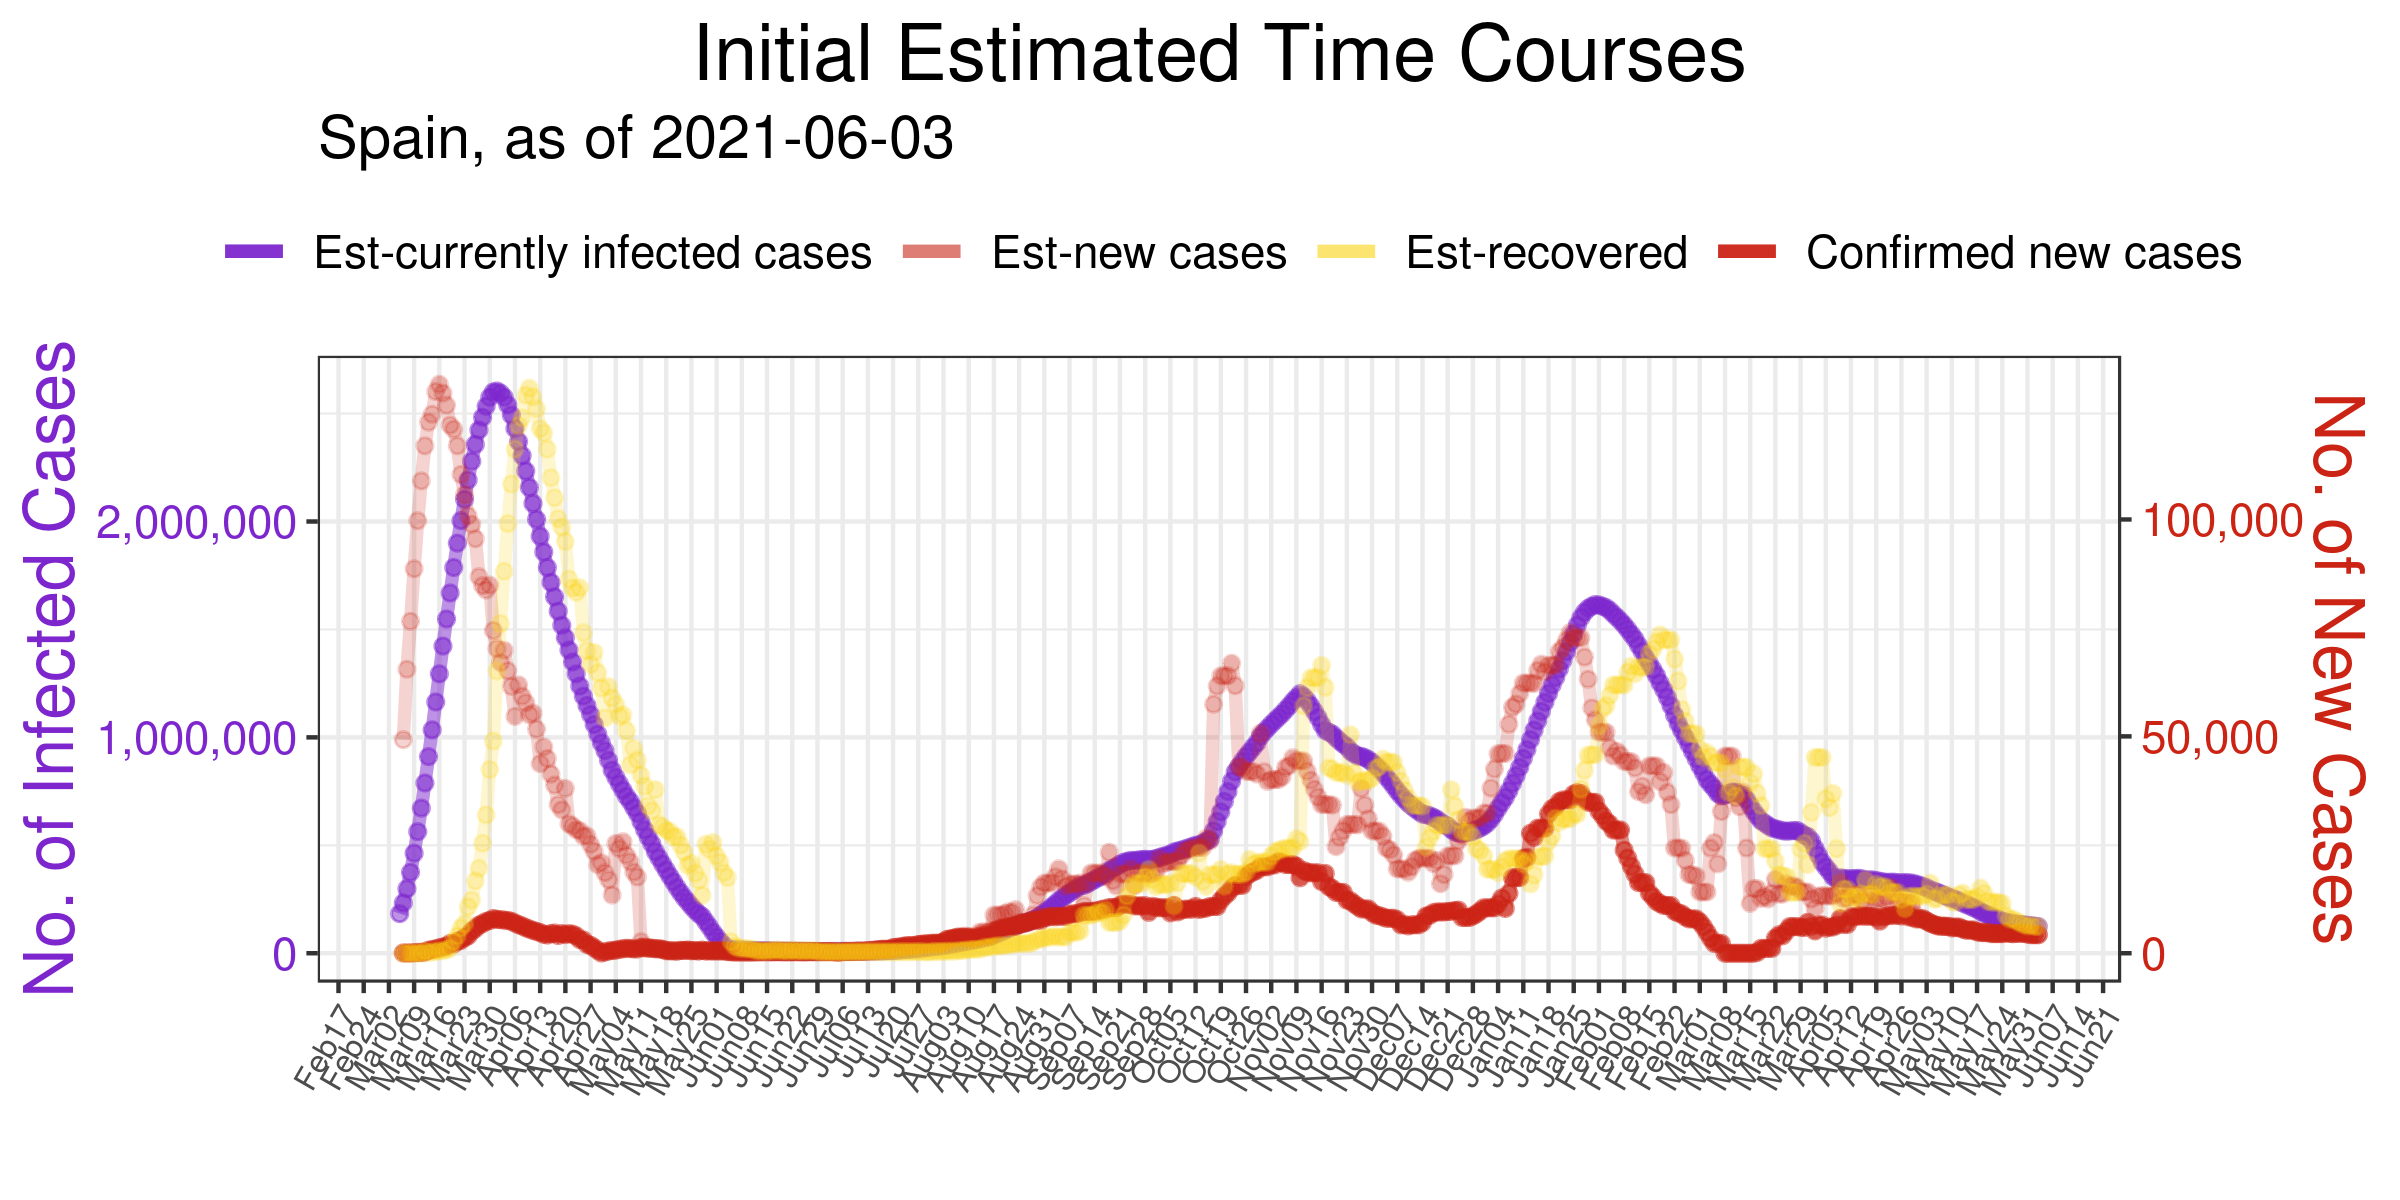 Initial Estimated Time Courses
Spain, as of 2021-06-03
Est-currently infected cases Est-new cases Est-recovered Confirmed new cases
No. of Infected Cases
2,000,000
1,000,000
0
100,000
50,000
0
No. of New Cases
Feb17 Feb24 Mar02 Mar09 Mar16 Mar23 Mar30 Apr06 Apr13 Apr20 Apr27 May04 May11 May18 May25 Jun01 Jun08 Jun15 Jun22 Jun29 Jul06 Jul13 Jul20 Jul27 Aug03 Aug10 Aug17 Aug24 Aug31 Sep07 Sep14 Sep21 Sep28 Oct05 Oct12 Oct19 Oct26 Nov02 Nov09 Nov16 Nov23 Nov30 Dec07 Dec14 Dec21 Dec28 Jan04 Jan11 Jan18 Jan25 Feb01 Feb08 Feb15 Feb22 Mar01 Mar08 Mar15 Mar22 Mar29 Apr05 Apr12 Apr19 Apr26 May03 May10 May17 May24 May31 Jun07 Jun14 Jun21